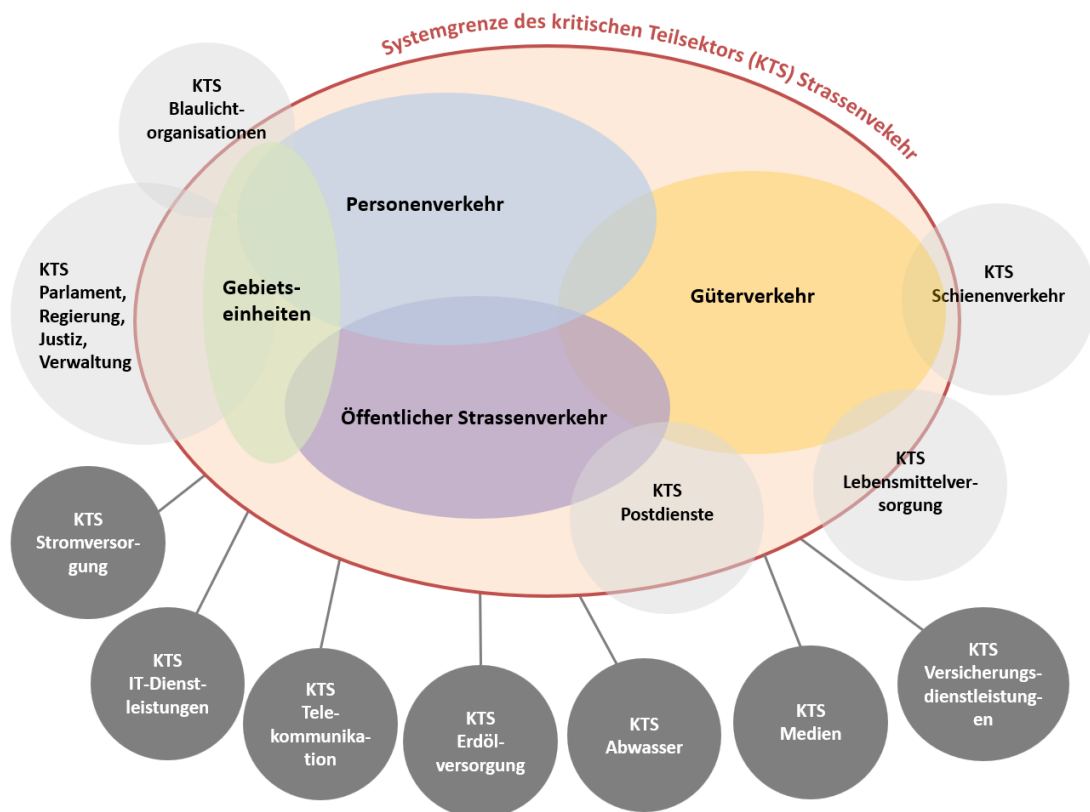 Systemgrenze des kritischen Teilsektors (KTS) Strassenvekehr
KTS
Blaulicht-
organisationen
Personenverkehr
KTS
Parlament,
Regierung,
Justiz,
Verwaltung
Gebiets-
einheiten
Güterverkehr
KTS
Schienenverkehr
Öffentlicher Strassenverkehr
KTS
Postdienste
KTS
Lebensmittelver-
sorgung
KTS
Stromversor-
gung
KTS
IT-Dienst-
leistungen
KTS
Tele-
kommunika-
tion
KTS
Erdöl-
versorgung
KTS
Abwasser
KTS
Medien
KTS
Versicherungs-
dienstleistung-
en